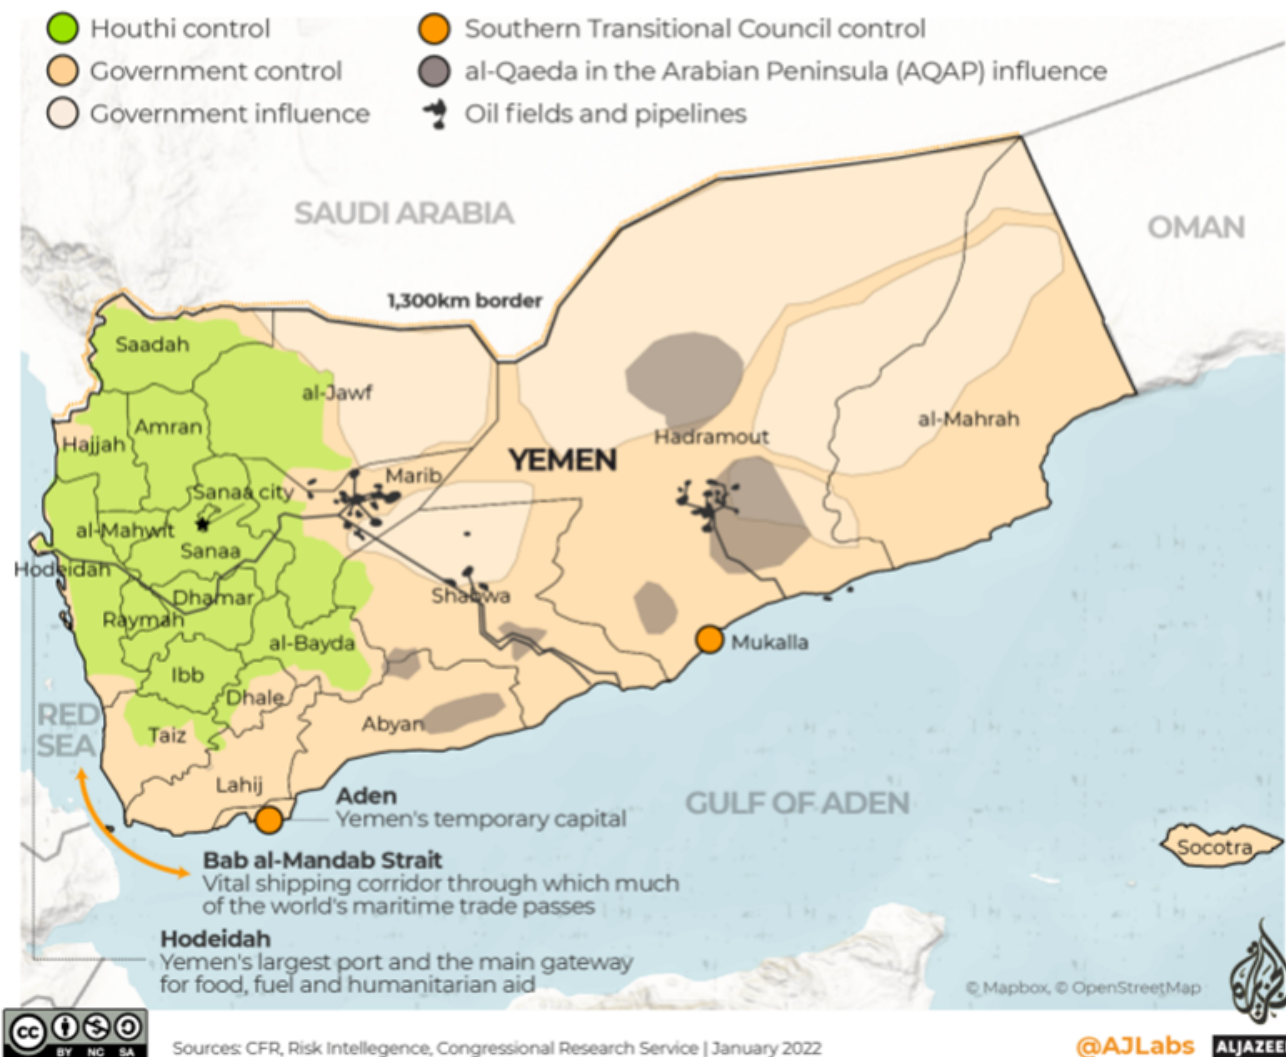 Houthi control
Government control
Government influence
Southern Transitional Council control
al-Qaeda in the Arabian Peninsula (AQAP) influence
Oil fields and pipelines
SAUDI ARABIA
OMAN
1,300km border
Saadah
al-Jawf
Amran
Hajjah
al-Mahrah
Hadramout
YEMEN
Marib
Sanaa city
al-Mahwit
Sanaa
Hodeidah
Dhamar
Shabwa
Raymah
al-Bayda
Mukalla
Ibb
Dhale
RED
SEA
Abyan
Taiz
Lahij
Aden
Yemen's temporary capital
GULF OF ADEN
Socotra
Bab al-Mandab Strait
Vital shipping corridor through which much
of the world's maritime trade passes
Hodeidah
Yemen's largest port and the main gateway
for food, fuel and humanitarian aid
© Mapbox, © OpenStreetMap
cc
BY NC SA
Sources: CFR, Risk Intellegence, Congressional Research Service | January 2022
@AJLabs
ALJAZEE